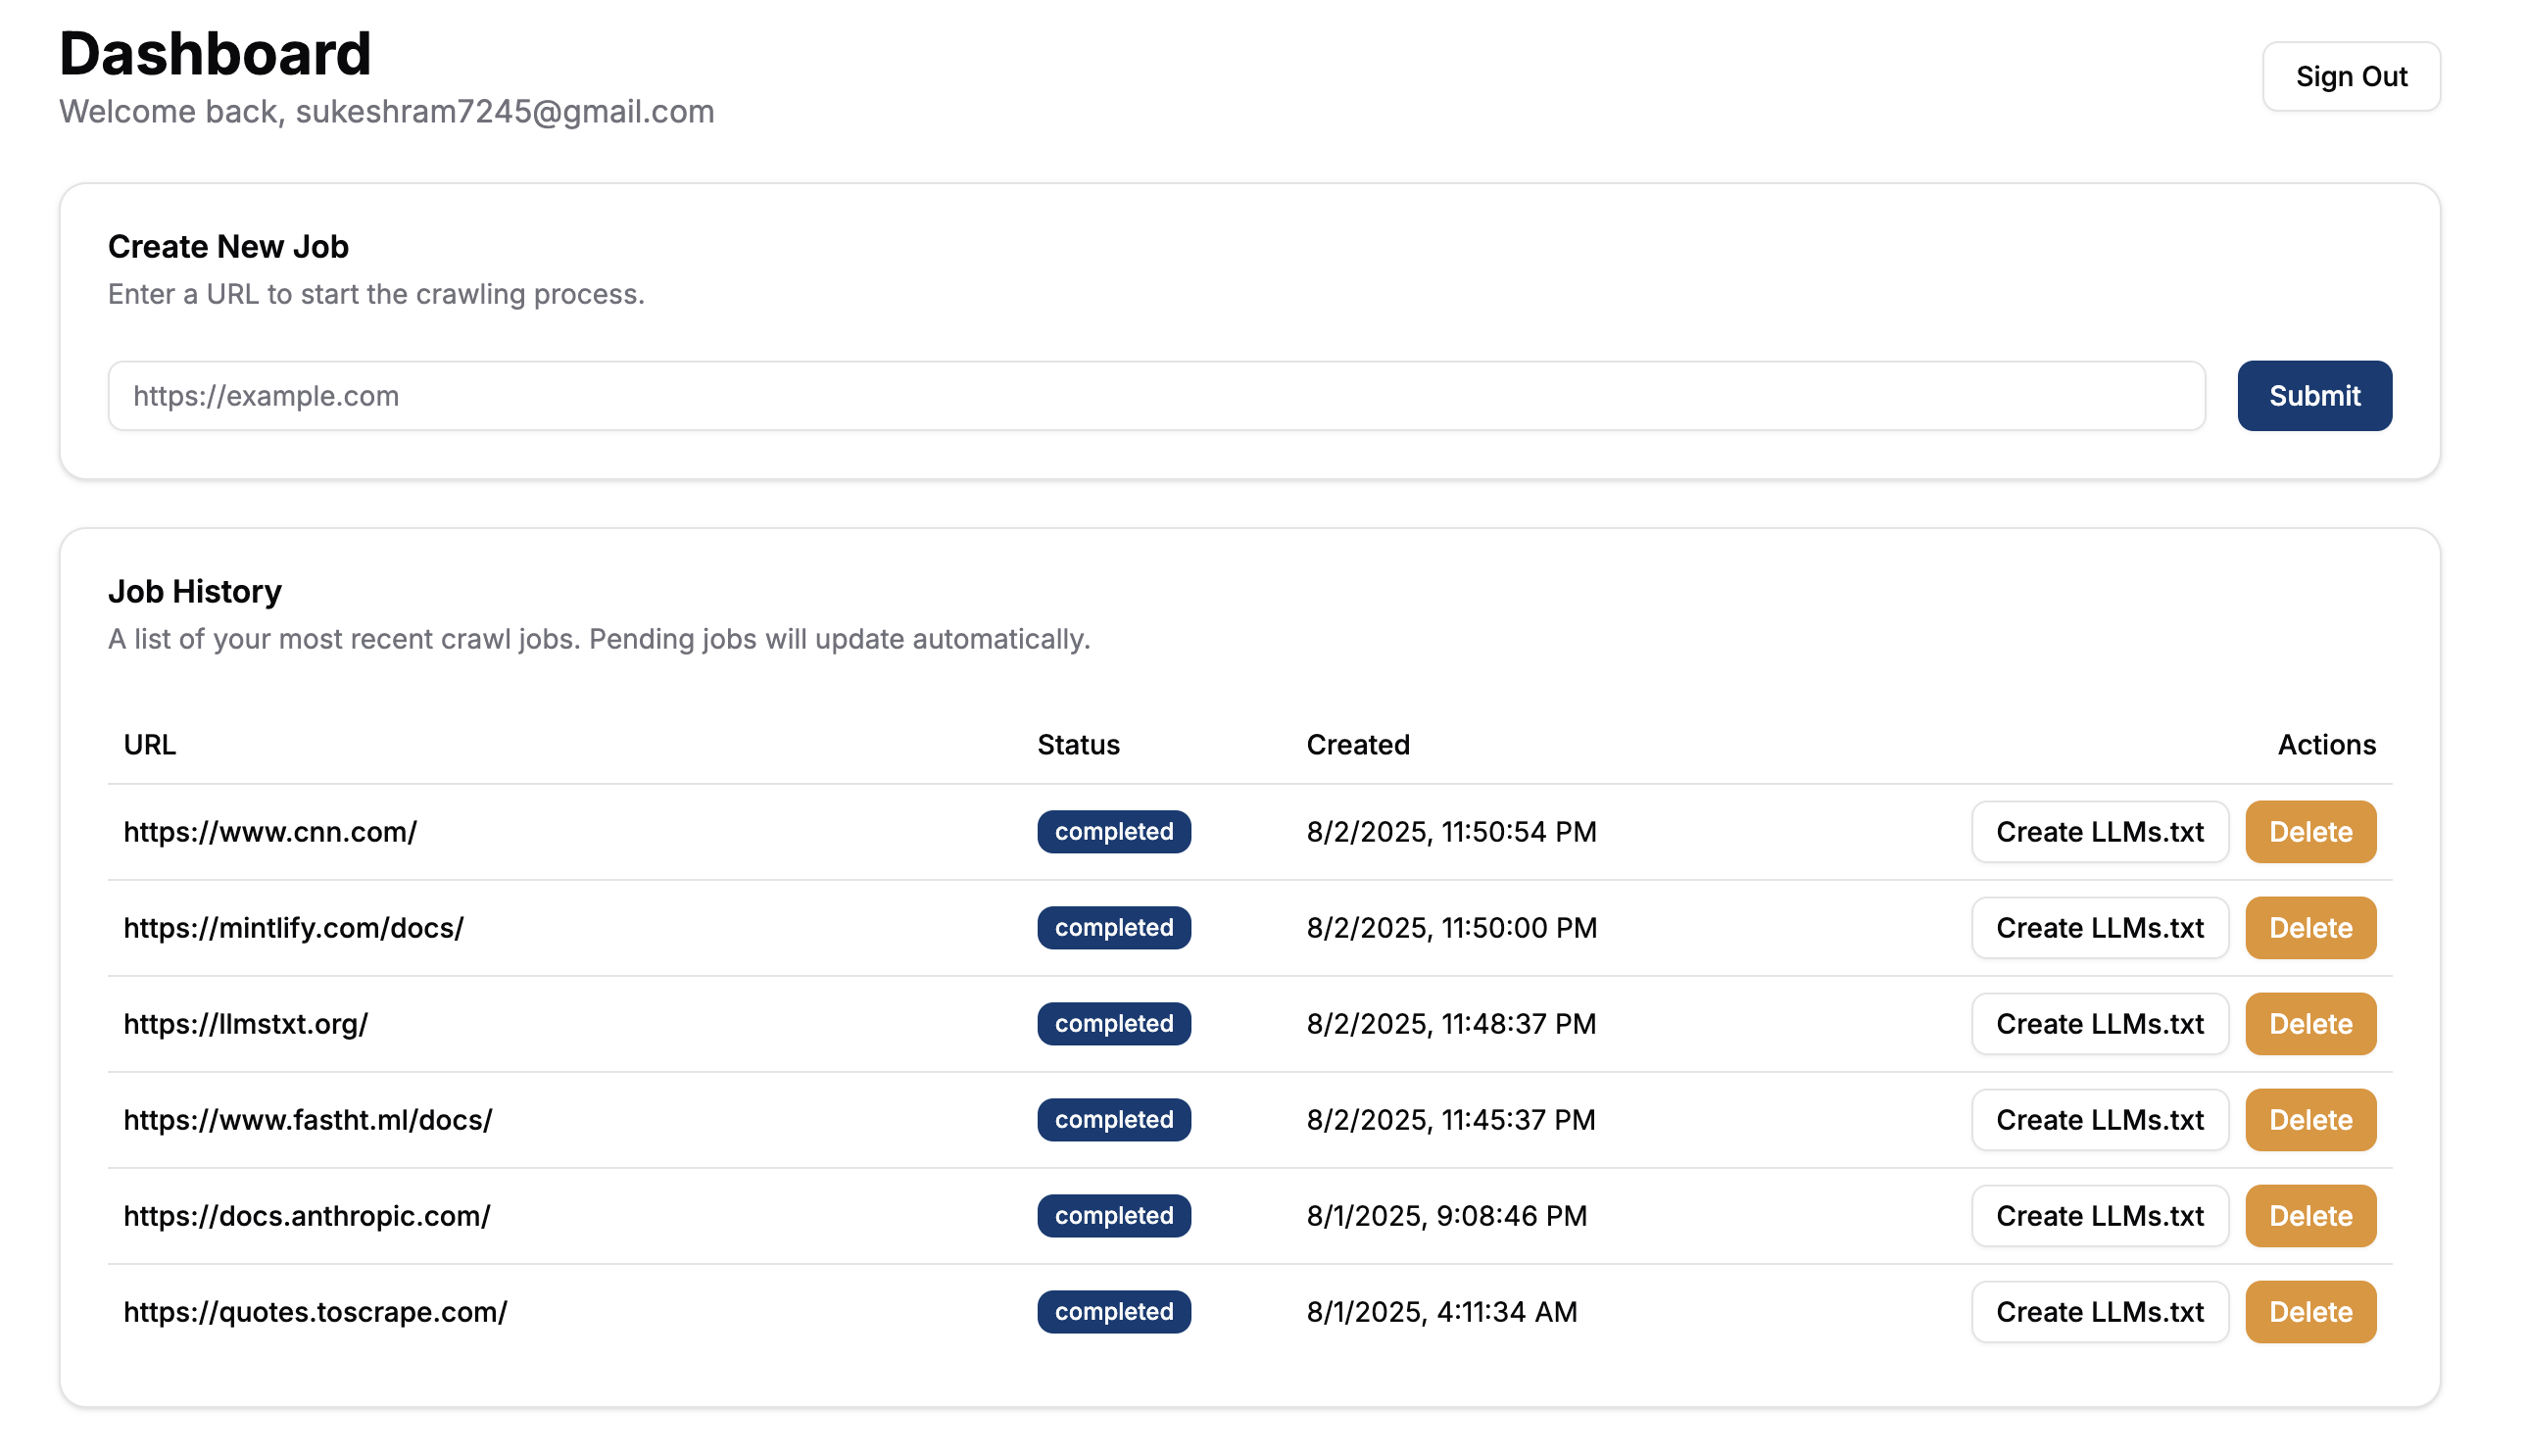 Dashboard
Sign Out
Welcome back, sukeshram7245@gmail.com
Create New Job
Enter a URL to start the crawling process.
https://example.com Submit
Job History
A list of your most recent crawl jobs. Pending jobs will update automatically.
URL Status Created Actions
https://www.cnn.com/ completed 8/2/2025, 11:50:54 PM Create LLMs.txt Delete
https://mintlify.com/docs/ completed 8/2/2025, 11:50:00 PM Create LLMs.txt Delete
https://llmstxt.org/ completed 8/2/2025, 11:48:37 PM Create LLMs.txt Delete
https://www.fastht.ml/docs/ completed 8/2/2025, 11:45:37 PM Create LLMs.txt Delete
https://docs.anthropic.com/ completed 8/1/2025, 9:08:46 PM Create LLMs.txt Delete
https://quotes.toscrape.com/ completed 8/1/2025, 4:11:34 AM Create LLMs.txt Delete